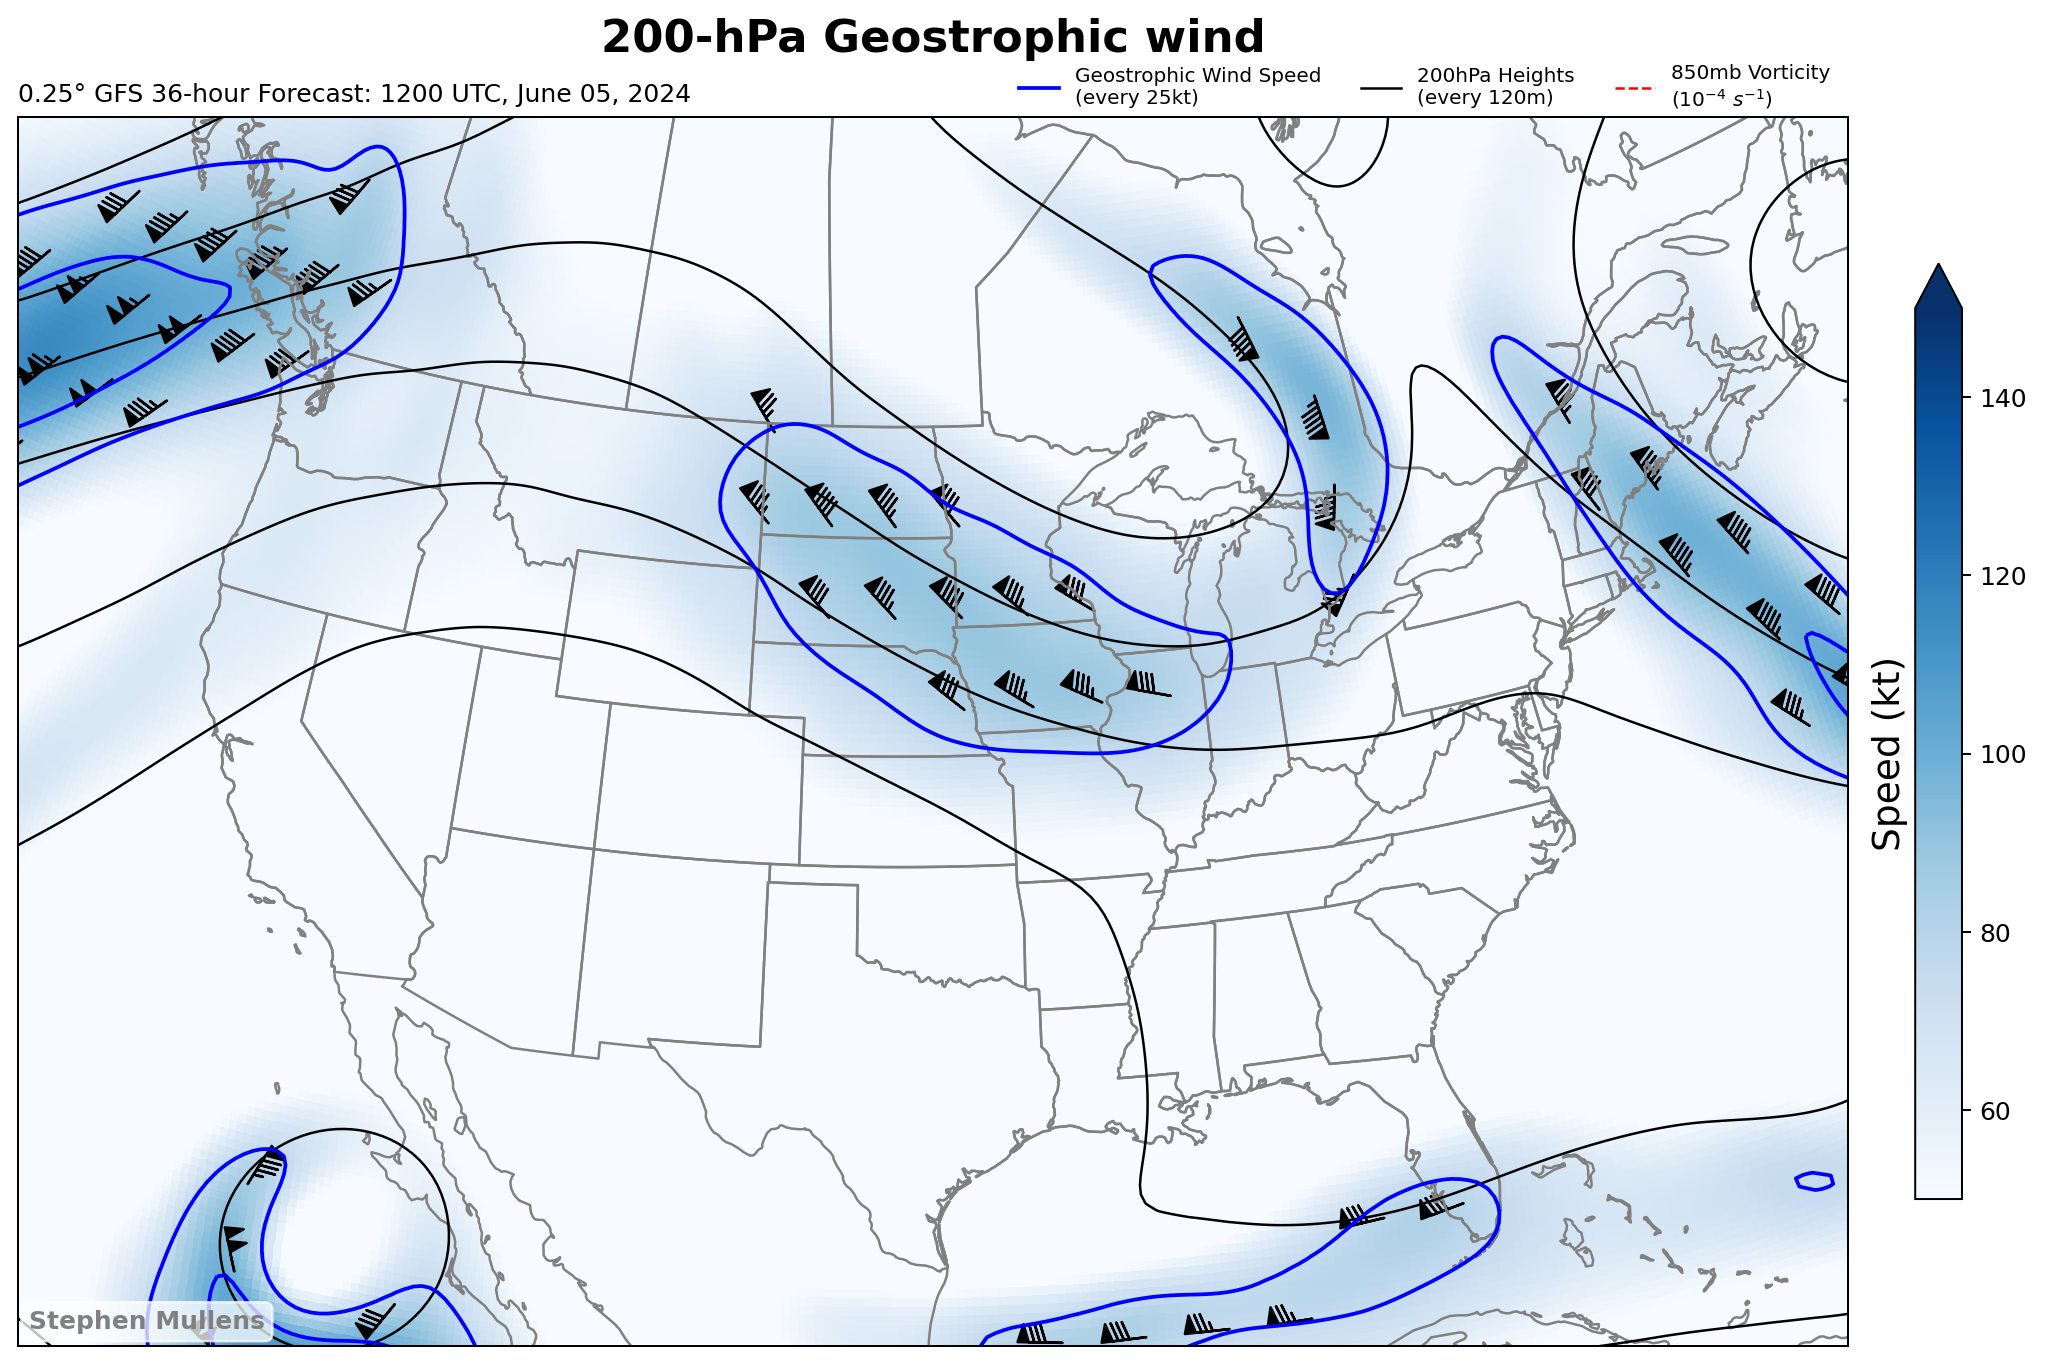 200-hPa Geostrophic wind
0.25° GFS 36-hour Forecast: 1200 UTC, June 05, 2024
Geostrophic Wind Speed
(every 25kt)
200hPa Heights
(every 120m)
850mb Vorticity
(10⁻⁴ s⁻¹)
140
120
100
80
60
Speed (kt)
Stephen Mullens